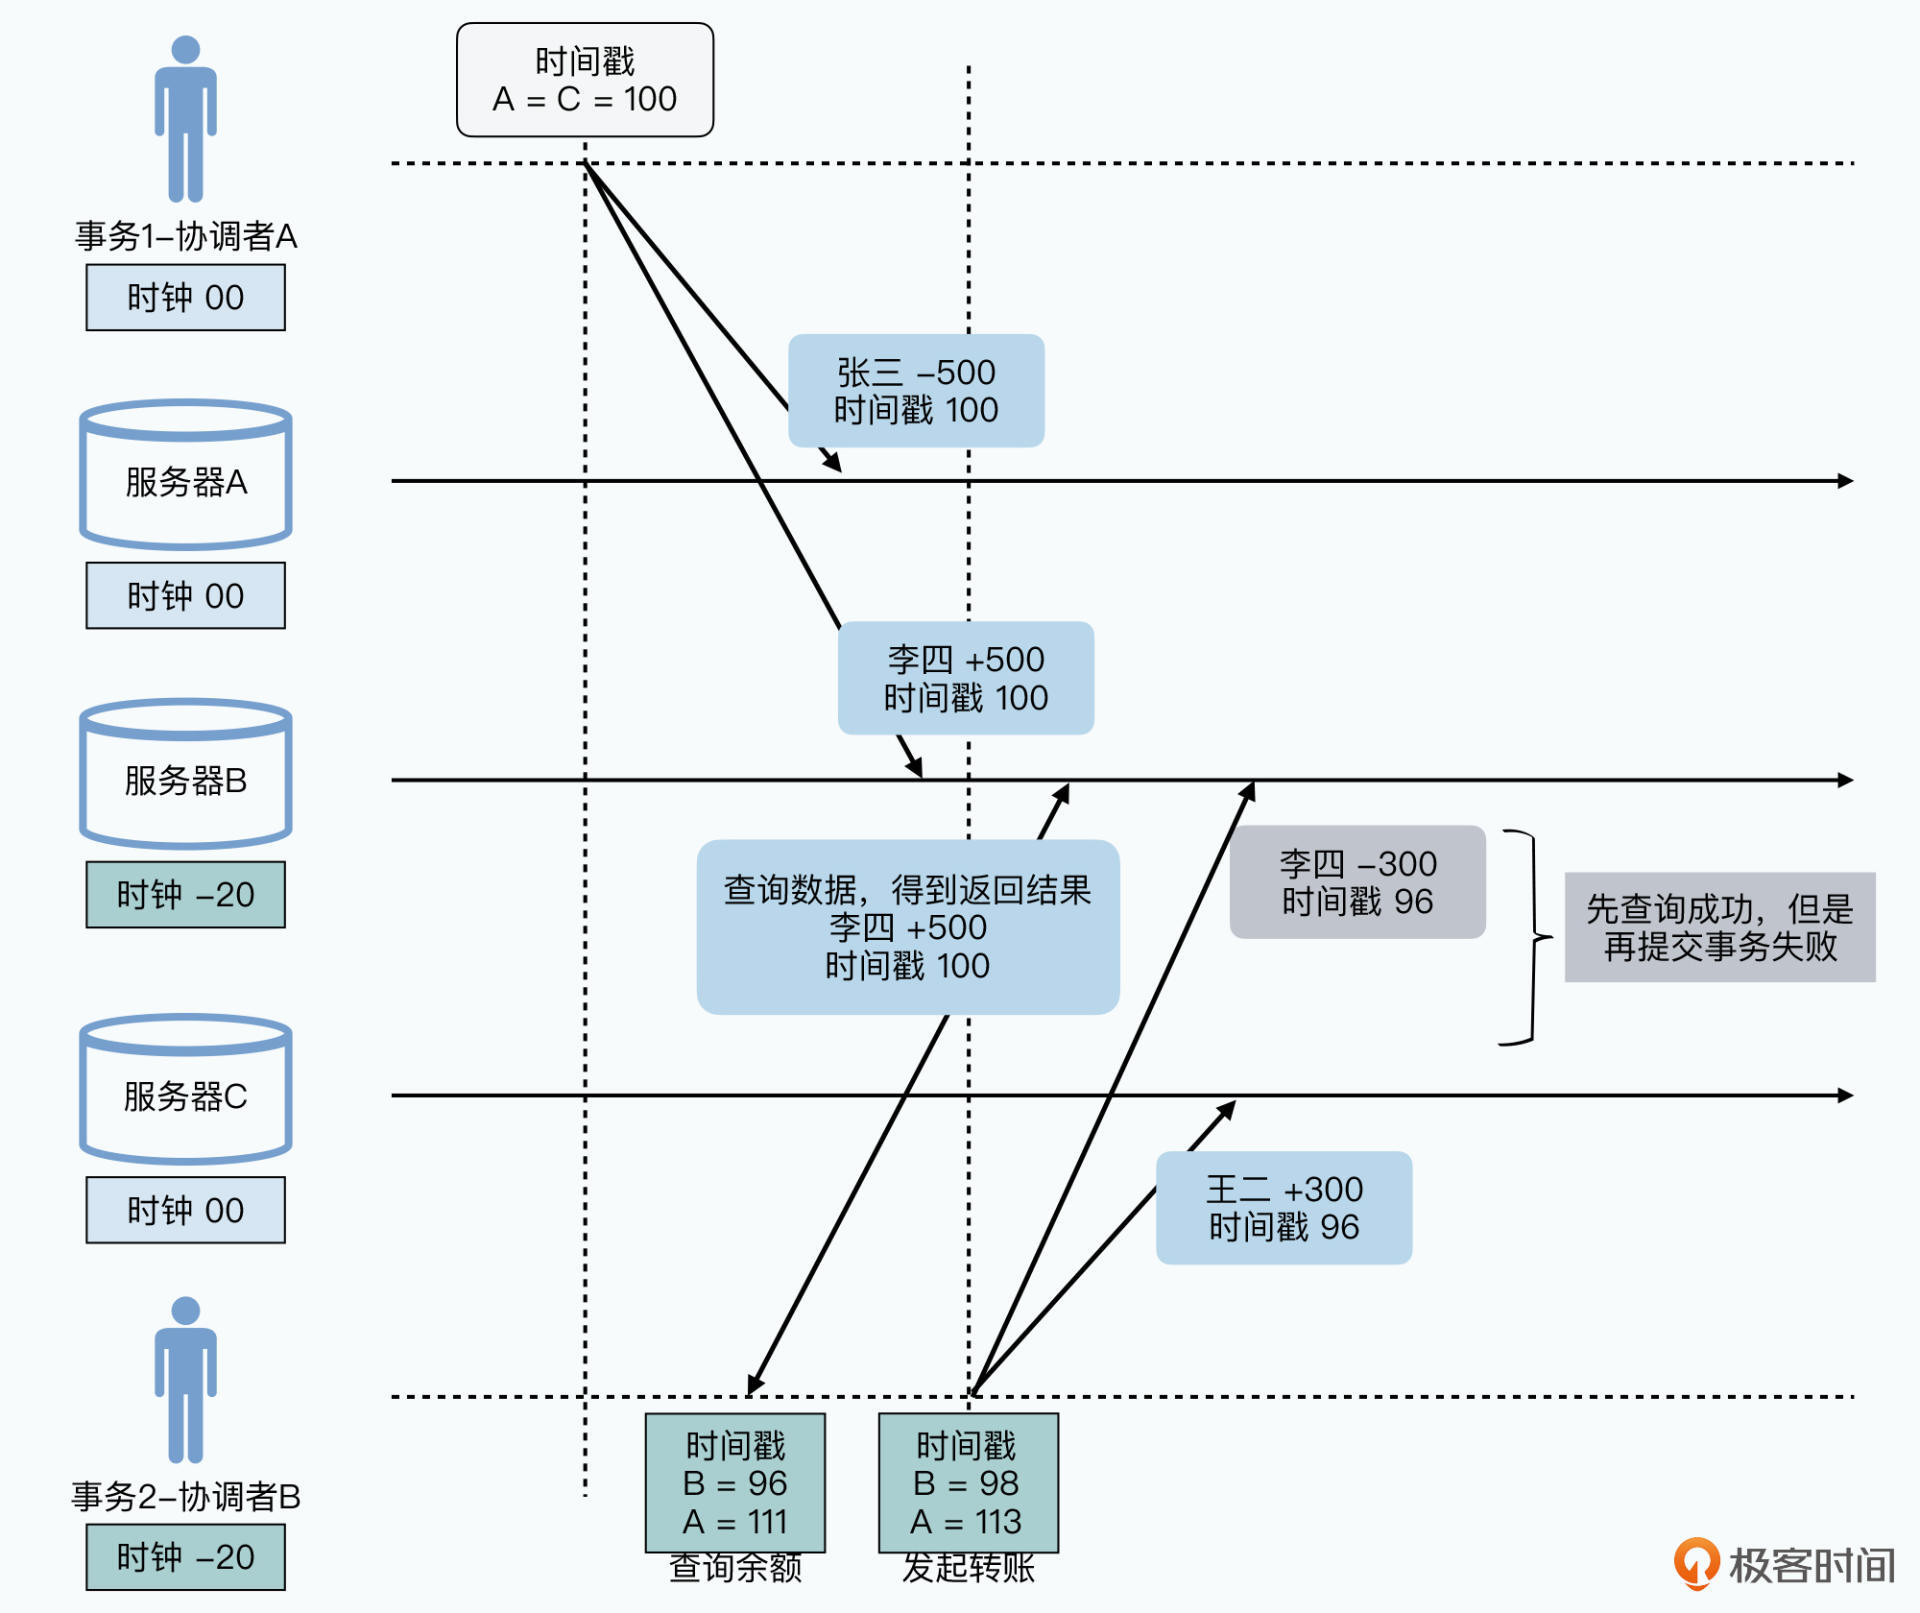 时间戳
A = C = 100
事务1-协调者A
时钟 00
张三 -500
时间戳 100
服务器A
时钟 00
李四 +500
时间戳 100
服务器B
时钟 -20
查询数据，得到返回结果
李四 +500
时间戳 100
李四 -300
时间戳 96
先查询成功，但是
再提交事务失败
服务器C
时钟 00
王二 +300
时间戳 96
事务2-协调者B
时钟 -20
时间戳
B = 96
A = 111
查询余额
时间戳
B = 98
A = 113
发起转账
极客时间